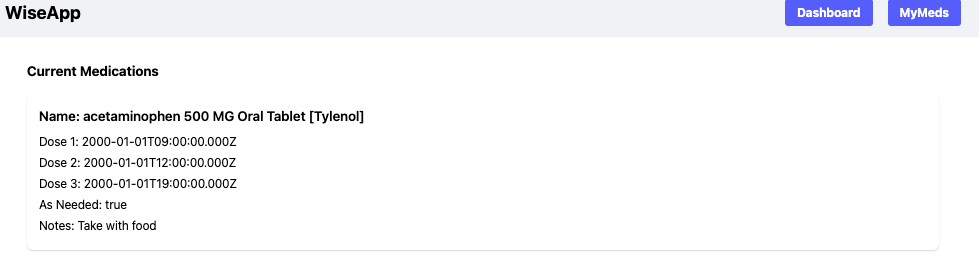 WiseApp
Dashboard
MyMeds
Current Medications
Name: acetaminophen 500 MG Oral Tablet [Tylenol]
Dose 1: 2000-01-01T09:00:00.000Z
Dose 2: 2000-01-01T12:00:00.000Z
Dose 3: 2000-01-01T19:00:00.000Z
As Needed: true
Notes: Take with food